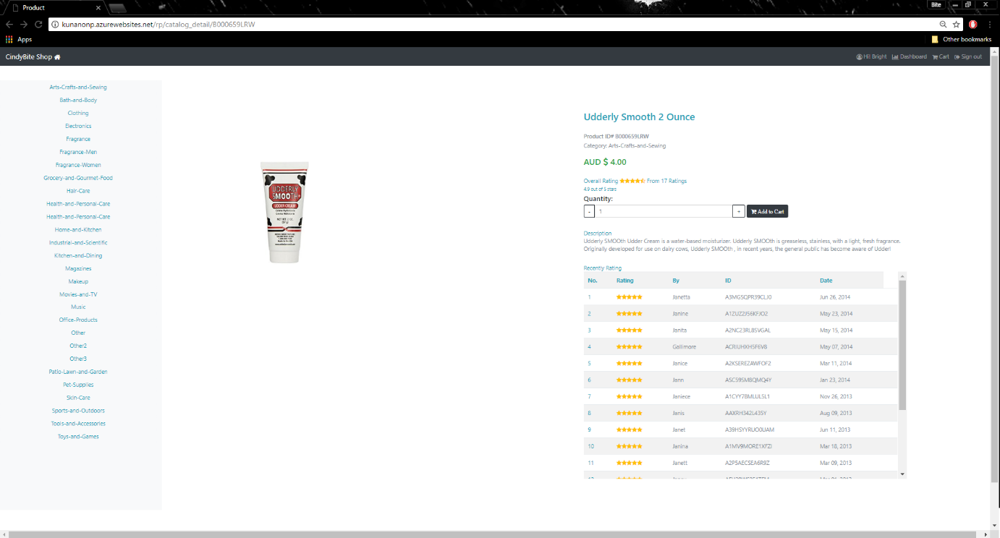 Product
Bite
kunanonp.azurewebsites.net/rp/catalog_detail/B000659LRW
Apps
Other bookmarks
CindyBite Shop
Hi! Bright
Dashboard
Cart
Sign out
Arts-Crafts-and-Sewing
Bath-and-Body
Clothing
Electronics
Fragrance
Fragrance-Men
Fragrance-Women
Grocery-and-Gourmet-Food
Hair-Care
Health-and-Personal-Care
Health-and-Personal-Care
Home-and-Kitchen
Industrial-and-Scientific
Kitchen-and-Dining
Magazines
Makeup
Movies-and-TV
Music
Office-Products
Other
Other2
Other3
Patio-Lawn-and-Garden
Pet-Supplies
Skin-Care
Sports-and-Outdoors
Tools-and-Accessories
Toys-and-Games
UDDERLY
SMOOTH
UDDER CREAM
NET WT. 2 OZ.
Udderly Smooth 2 Ounce
Product ID# B000659LRW
Category: Arts-Crafts-and-Sewing
AUD $ 4.00
Overall Rating From 17 Ratings
4.9 out of 5 stars
Quantity:
- 1 + Add to Cart
Description
Udderly SMOOth Udder Cream is a water-based moisturizer. Udderly SMOOth is greaseless, stainless, with a light, fresh fragrance.
Originally developed for use on dairy cows, Udderly SMOOth , in recent years, the general public has become aware of Udderl
Recently Rating
No. Rating By ID Date
1 Janetta A3MGSQPR39CLJ0 Jun 26, 2014
2 Janine A1ZUZ2J56KFJO2 May 23, 2014
3 Janita A2NC23RL8SVGAL May 15, 2014
4 Gallimore ACRIUHXHSF6V8 May 07, 2014
5 Janice A2KSEREZAWFOF2 Mar 11, 2014
6 Jann ASC595M8QMQ4Y Jan 23, 2014
7 Janiece A1CYY7BMLUL5L1 Nov 26, 2013
8 Janis AAXRH342L435Y Aug 09, 2013
9 Janet A39HSYYRUO0UAM Jun 11, 2013
10 Janina A1MV9MORE1XFZI Mar 18, 2013
11 Janett A2P5AECSEA6R9Z Mar 09, 2013